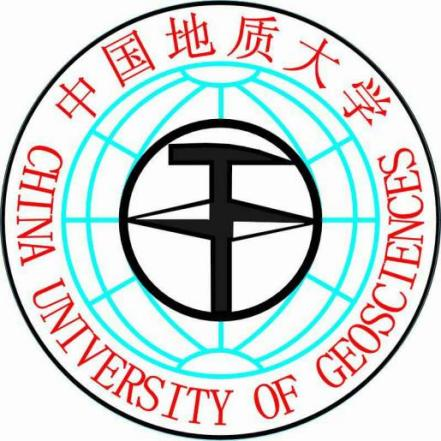 中国地质大学
CHINA UNIVERSITY OF GEOSCIENCES